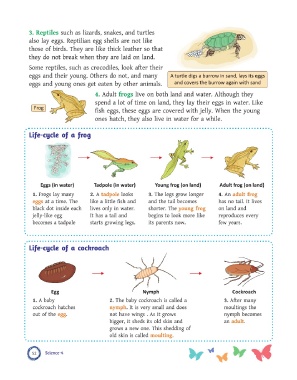 3. Reptiles such as lizards, snakes, and turtles
also lay eggs. Reptilian egg shells are not like
those of birds. They are like thick leather so that
they do not break when they are laid on land.
Some reptiles, such as crocodiles, look after their
eggs and their young. Others do not, and many
eggs and young ones get eaten by other animals.
A turtle digs a burrow in sand, lays its eggs
and covers the burrow again with sand
4. Adult frogs live on both land and water. Although they
spend a lot of time on land, they lay their eggs in water. Like
fish eggs, these eggs are covered with jelly. When the young
ones hatch, they also live in water for a while.
Frog
Life-cycle of a frog
Eggs (in water)
1. Frogs lay many
eggs at a time. The
black dot inside each
jelly-like egg
becomes a tadpole
Tadpole (in water)
2. A tadpole looks
like a little fish and
lives only in water.
It has a tail and
starts growing legs.
Young frog (on land)
3. The legs grow longer
and the tail becomes
shorter. The young frog
begins to look more like
its parents now.
Adult frog (on land)
4. An adult frog
has no tail. It lives
on land and
reproduces every
few years.
Life-cycle of a cockroach
Egg
1. A baby
cockroach hatches
out of the egg.
Nymph
2. The baby cockroach is called a
nymph. It is very small and does
not have wings. As it grows
bigger, it sheds its old skin and
grows a new one. This shedding of
old skin is called moulting.
Cockroach
3. After many
moultings the
nymph becomes
an adult.
Science 4